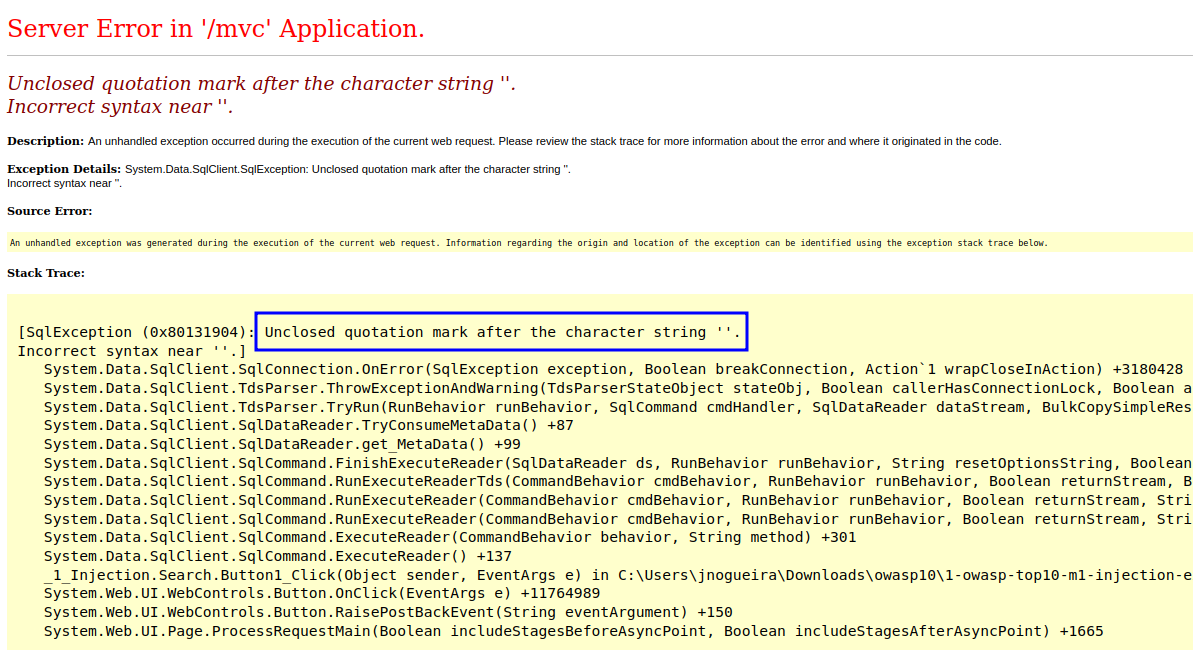 Server Error in '/mvc' Application.
Unclosed quotation mark after the character string ''.
Incorrect syntax near ''.
Description: An unhandled exception occurred during the execution of the current web request. Please review the stack trace for more information about the error and where it originated in the code.
Exception Details: System.Data.SqlClient.SqlException: Unclosed quotation mark after the character string ''.
Incorrect syntax near ''.
Source Error:
An unhandled exception was generated during the execution of the current web request. Information regarding the origin and location of the exception can be identified using the exception stack trace below.
Stack Trace:
[SqlException (0x80131904): Unclosed quotation mark after the character string ''.
Incorrect syntax near ''.]
System.Data.SqlClient.SqlConnection.OnError(SqlException exception, Boolean breakConnection, Action`1 wrapCloseInAction) +3180428
System.Data.SqlClient.TdsParser.ThrowExceptionAndWarning(TdsParserStateObject stateObj, Boolean callerHasConnectionLock, Boolean a
System.Data.SqlClient.TdsParser.TryRun(RunBehavior runBehavior, SqlCommand cmdHandler, SqlDataReader dataStream, BulkCopySimpleRes
System.Data.SqlClient.SqlDataReader.TryConsumeMetaData() +87
System.Data.SqlClient.SqlDataReader.get_MetaData() +99
System.Data.SqlClient.SqlCommand.FinishExecuteReader(SqlDataReader ds, RunBehavior runBehavior, String resetOptionsString, Boolean
System.Data.SqlClient.SqlCommand.RunExecuteReaderTds(CommandBehavior cmdBehavior, RunBehavior runBehavior, Boolean returnStream, B
System.Data.SqlClient.SqlCommand.RunExecuteReader(CommandBehavior cmdBehavior, RunBehavior runBehavior, Boolean returnStream, Stri
System.Data.SqlClient.SqlCommand.RunExecuteReader(CommandBehavior cmdBehavior, RunBehavior runBehavior, Boolean returnStream, Stri
System.Data.SqlClient.SqlCommand.ExecuteReader(CommandBehavior behavior, String method) +301
System.Data.SqlClient.SqlCommand.ExecuteReader() +137
_1_Injection.Search.Button1_Click(Object sender, EventArgs e) in C:\Users\jnogueira\Downloads\owasp10\1-owasp-top10-m1-injection-e
System.Web.UI.WebControls.Button.OnClick(EventArgs e) +11764989
System.Web.UI.WebControls.Button.RaisePostBackEvent(String eventArgument) +150
System.Web.UI.Page.ProcessRequestMain(Boolean includeStagesBeforeAsyncPoint, Boolean includeStagesAfterAsyncPoint) +1665